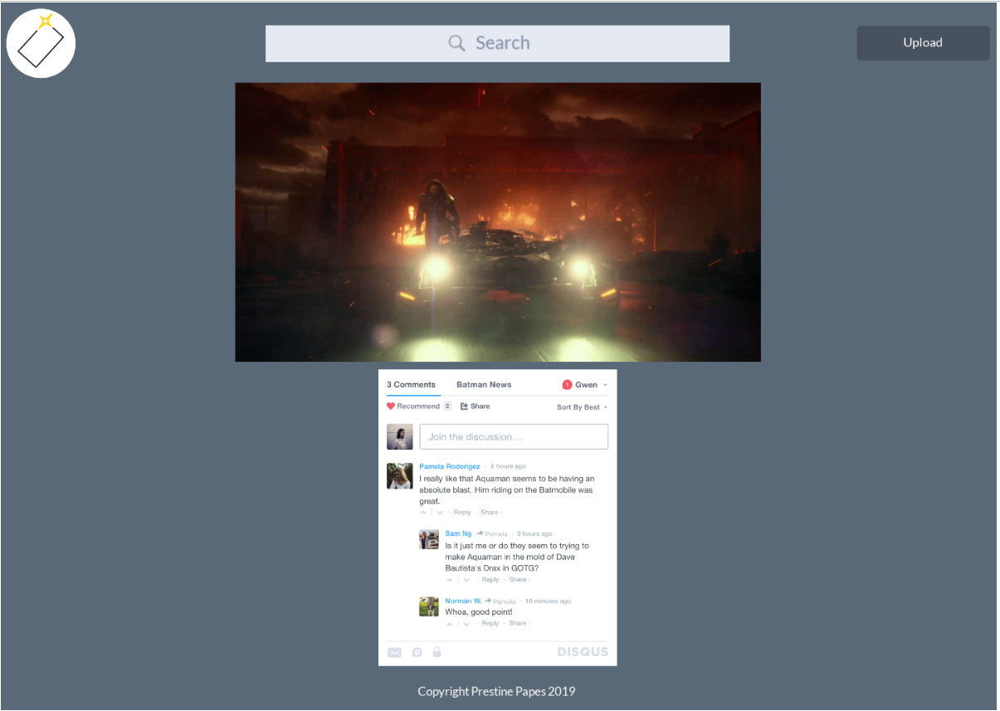 Search
Upload
3 Comments Batman News 1 Gwen
Recommend 2 Share Sort By Best
Join the discussion...
Pamela Roderigez · 6 hours ago
I really like that Aquaman seems to be having an
absolute blast. Him riding on the Batmobile was
great.
· Reply · Share ›
Sam Ng Pamela · 3 hours ago
Is it just me or do they seem to trying to
make Aquaman in the mold of Dave
Bautista's Drax in GOTG?
· Reply · Share ›
Norman W. Pamela · 10 minutes ago
Whoa, good point!
· Reply · Share ›
DISQUS
Copyright Prestine Papes 2019